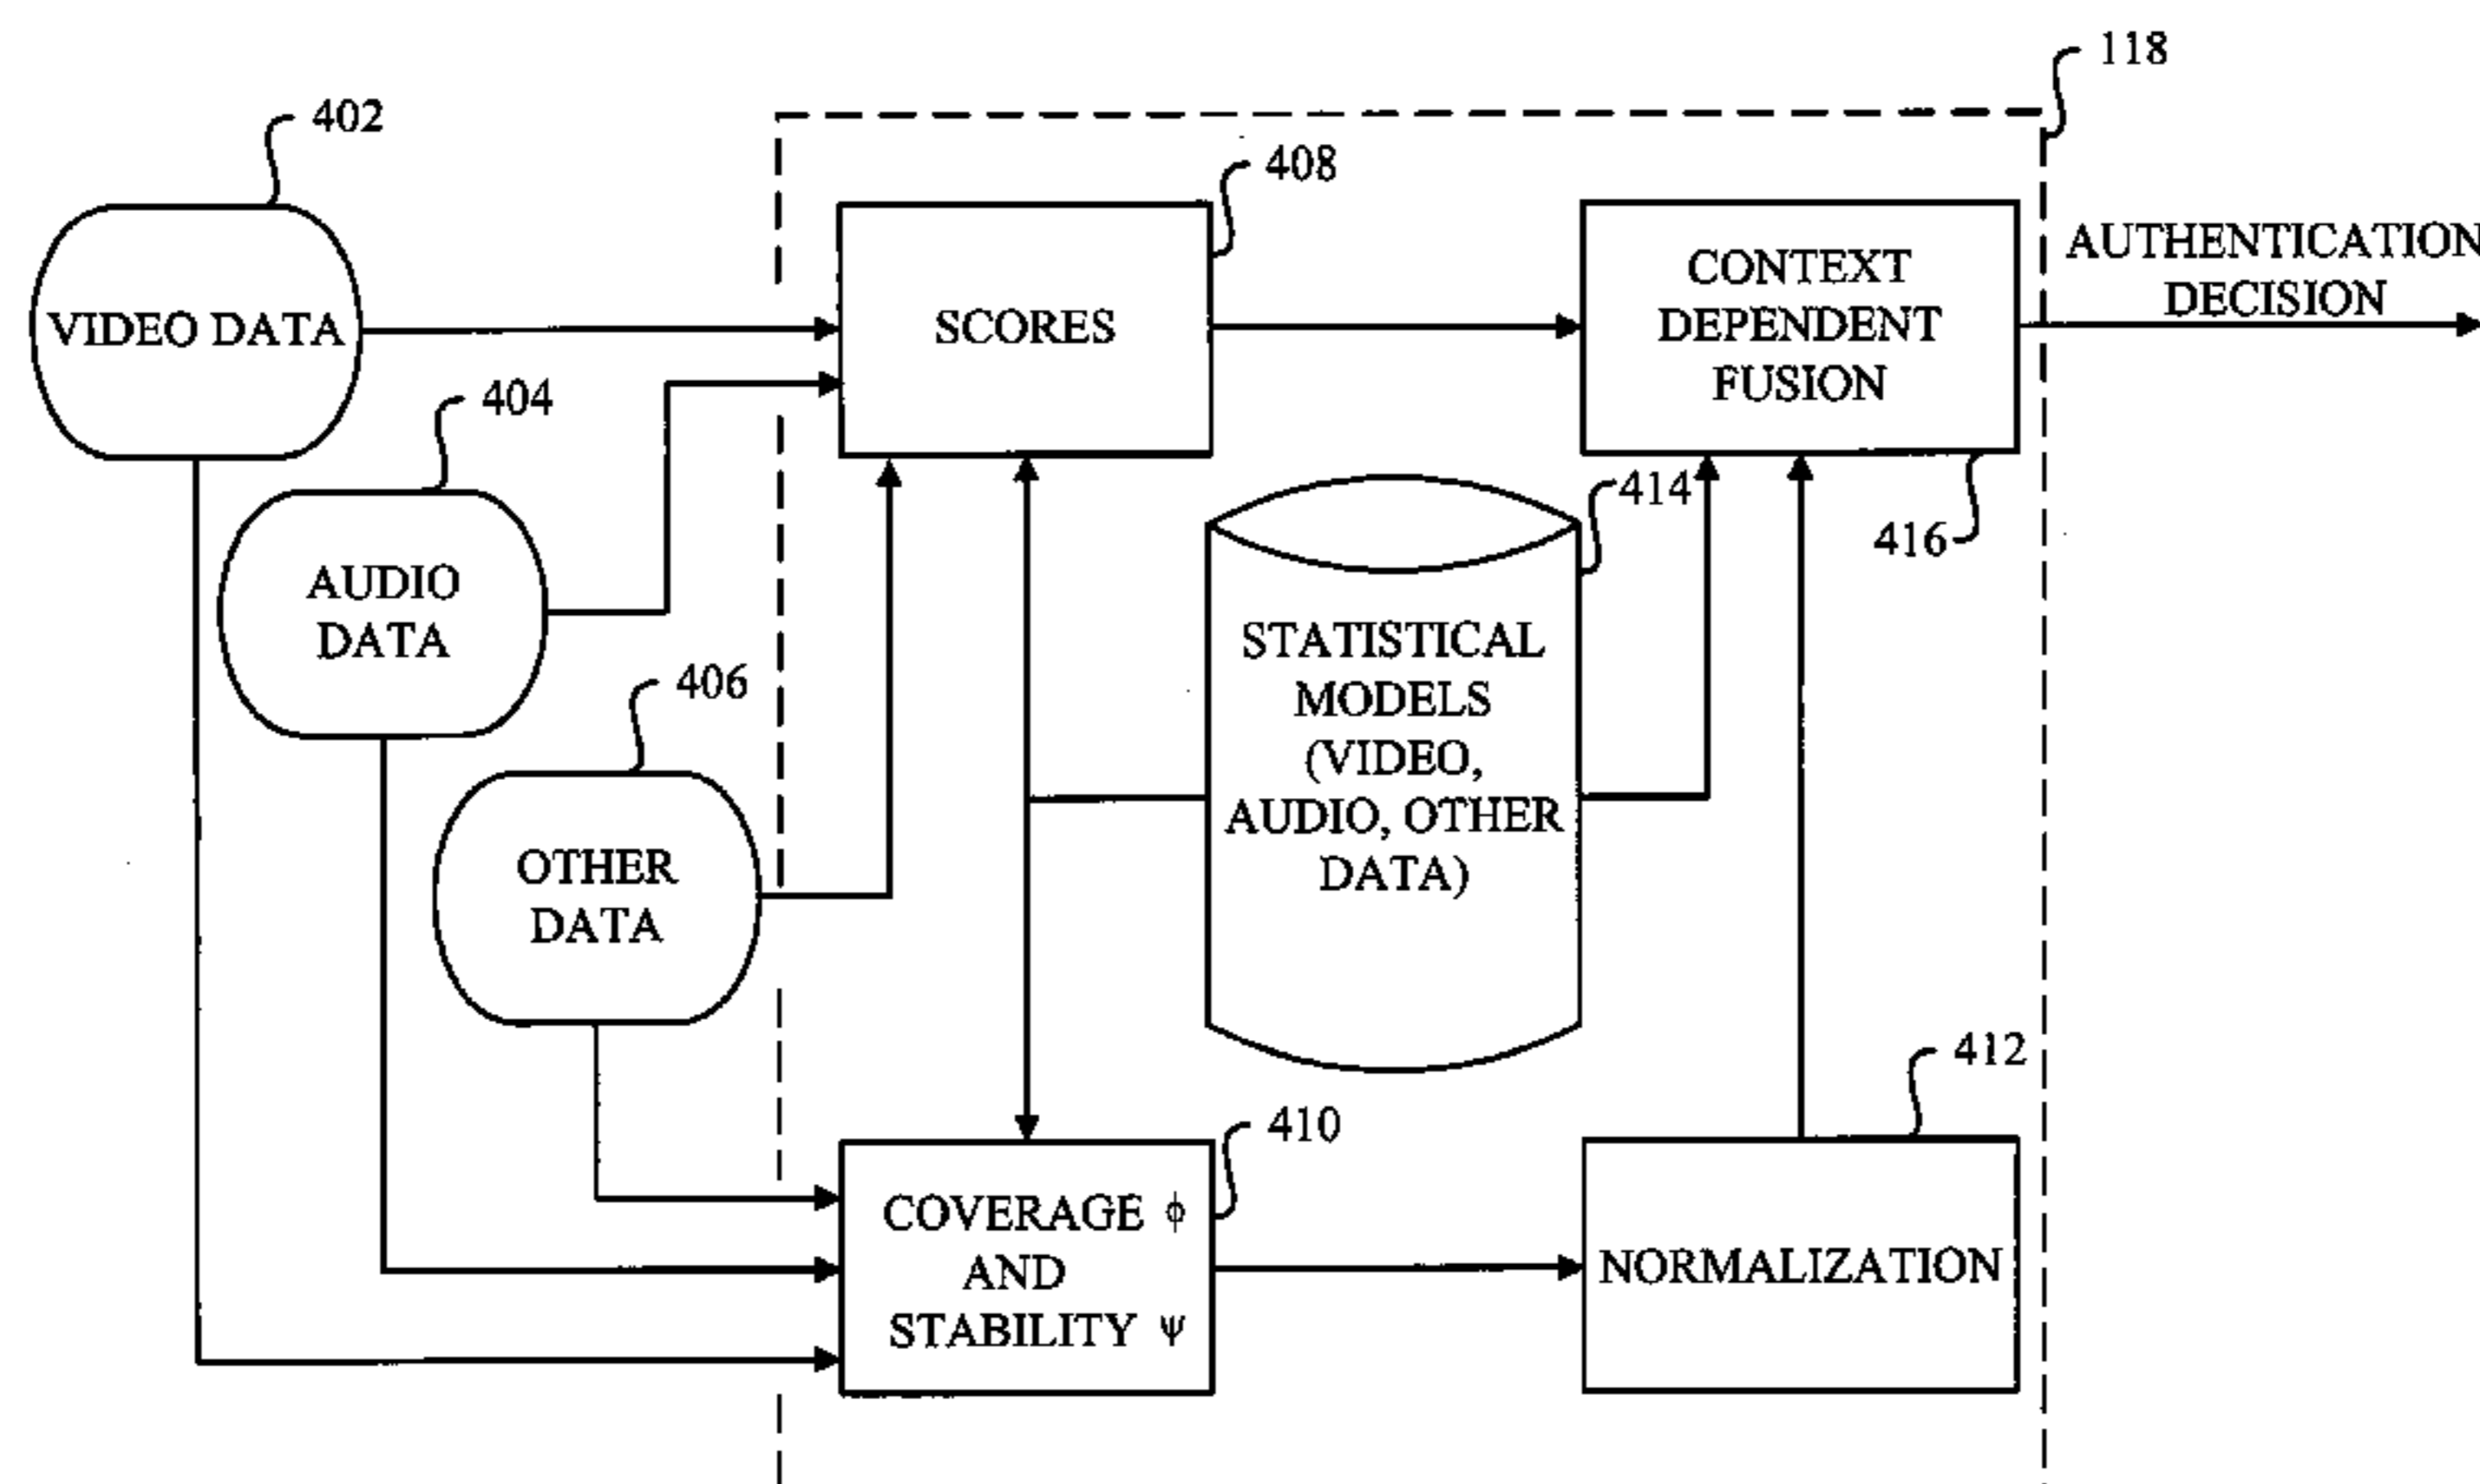 118
402
408
VIDEO DATA
SCORES
CONTEXT
DEPENDENT
FUSION
AUTHENTICATION
DECISION
404
414
416
AUDIO
DATA
STATISTICAL
MODELS
(VIDEO,
AUDIO, OTHER
DATA)
406
OTHER
DATA
412
410
COVERAGE ϕ
AND
STABILITY ψ
NORMALIZATION